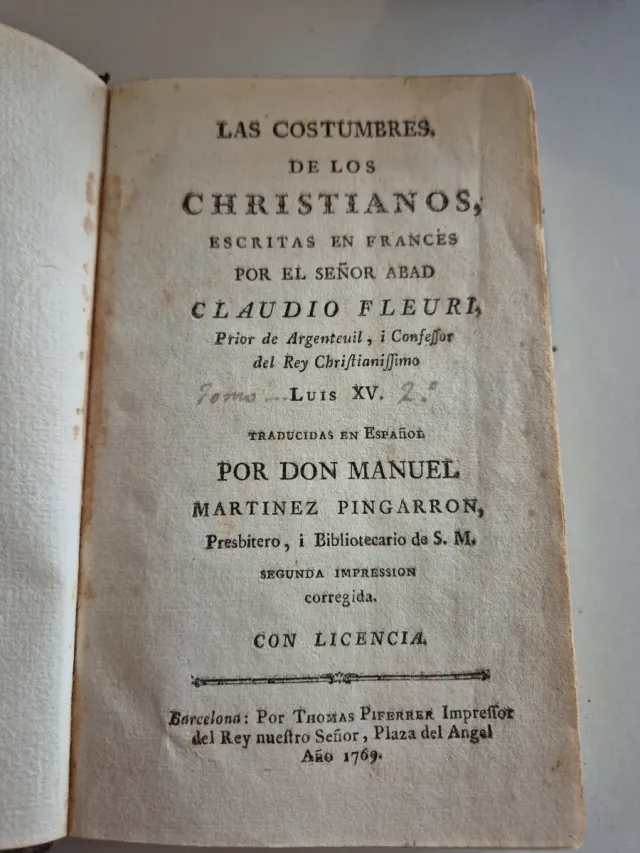 LAS COSTUMBRES.
DE LOS
CHRISTIANOS,
ESCRITAS EN FRANCÈS
POR EL SEÑOR ABAD
CLAUDIO FLEURI,
Prior de Argenteuil, i Confeſſor
del Rey Chriſtianiſſimo
Tomo... LUIS XV. 2.º
TRADUCIDAS EN ESPAÑOL
POR DON MANUEL
MARTINEZ PINGARRON,
Presbitero, i Bibliotecario de S. M.
SEGUNDA IMPRESSION
corregida.
CON LICENCIA.
Barcelona: Por THOMAS PIFERRER Impreſſor
del Rey nueſtro Señor, Plaza del Angel
Año 1769.